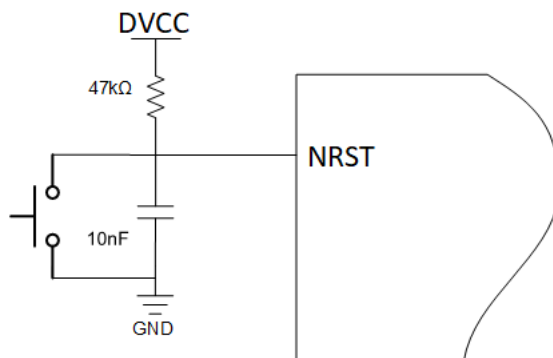 DVCC
47kΩ
NRST
10nF
GND